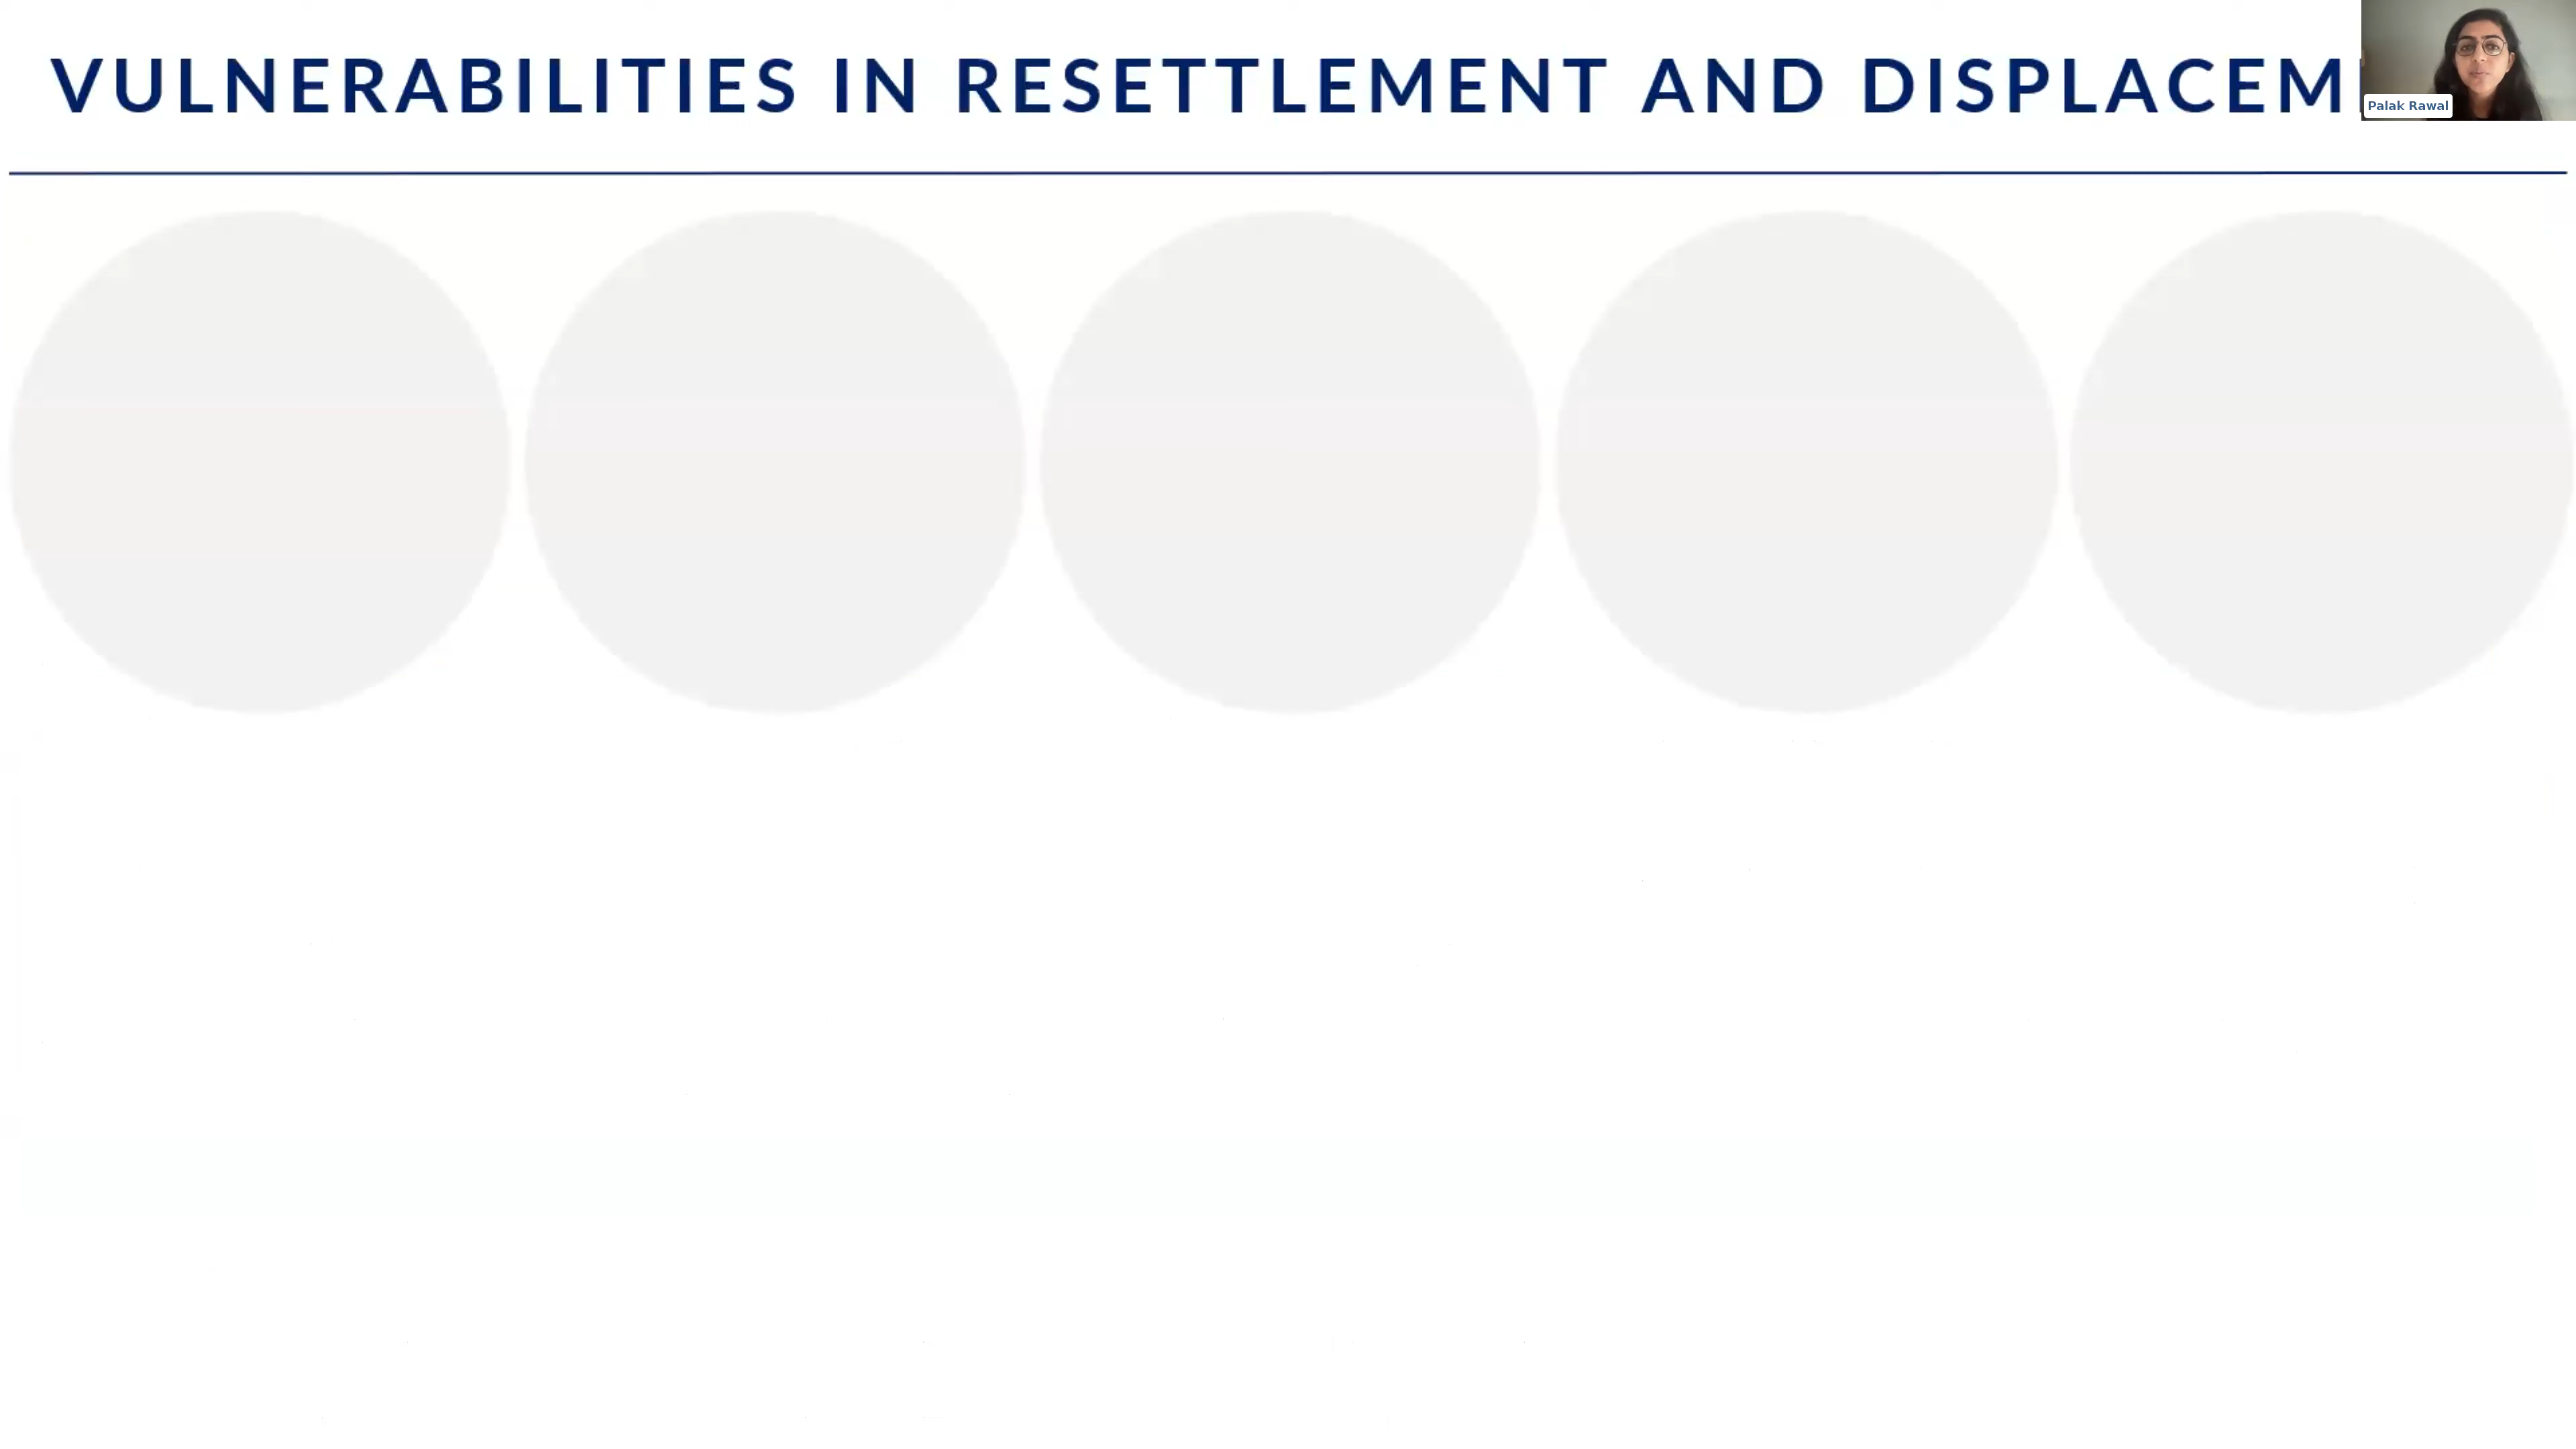 VULNERABILITIES IN RESETTLEMENT AND DISPLACEM
Palak Rawal